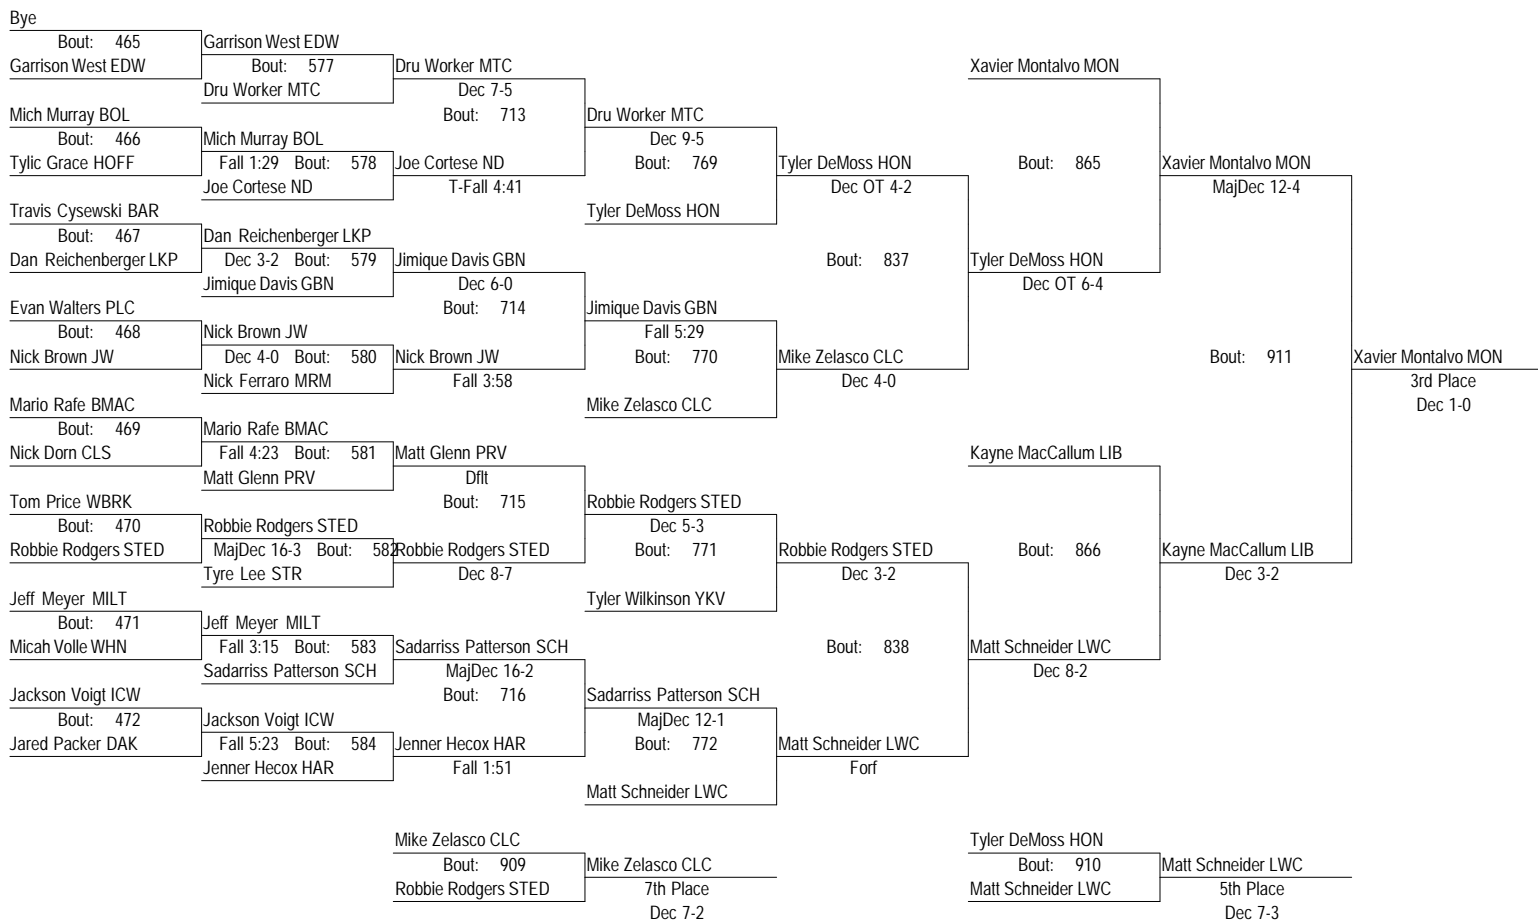 Bye
Bout: 465 Garrison West EDW
Garrison West EDW Bout: 577 Dru Worker MTC Xavier Montalvo MON
Dru Worker MTC Dec 7-5
Mich Murray BOL Bout: 713 Dru Worker MTC
Bout: 466 Mich Murray BOL Dec 9-5
Tylic Grace HOFF Fall 1:29 Bout: 578 Joe Cortese ND Bout: 769 Tyler DeMoss HON Bout: 865 Xavier Montalvo MON
Joe Cortese ND T-Fall 4:41 Dec OT 4-2 MajDec 12-4
Travis Cysewski BAR Tyler DeMoss HON
Bout: 467 Dan Reichenberger LKP
Dan Reichenberger LKP Dec 3-2 Bout: 579 Jimique Davis GBN Bout: 837 Tyler DeMoss HON
Jimique Davis GBN Dec 6-0 Dec OT 6-4
Evan Walters PLC Bout: 714 Jimique Davis GBN
Bout: 468 Nick Brown JW Fall 5:29
Nick Brown JW Dec 4-0 Bout: 580 Nick Brown JW Bout: 770 Mike Zelasco CLC Bout: 911 Xavier Montalvo MON
Nick Ferraro MRM Fall 3:58 Dec 4-0 3rd Place
Mario Rafe BMAC Mike Zelasco CLC Dec 1-0
Bout: 469 Mario Rafe BMAC
Nick Dorn CLS Fall 4:23 Bout: 581 Matt Glenn PRV Kayne MacCallum LIB
Matt Glenn PRV Dflt
Tom Price WBRK Bout: 715 Robbie Rodgers STED
Bout: 470 Robbie Rodgers STED Dec 5-3
Robbie Rodgers STED MajDec 16-3 Bout: 582 Robbie Rodgers STED Bout: 771 Robbie Rodgers STED Bout: 866 Kayne MacCallum LIB
Tyre Lee STR Dec 8-7 Dec 3-2 Dec 3-2
Jeff Meyer MILT Tyler Wilkinson YKV
Bout: 471 Jeff Meyer MILT
Micah Volle WHN Fall 3:15 Bout: 583 Sadarriss Patterson SCH Bout: 838 Matt Schneider LWC
Sadarriss Patterson SCH MajDec 16-2 Dec 8-2
Jackson Voigt ICW Bout: 716 Sadarriss Patterson SCH
Bout: 472 Jackson Voigt ICW MajDec 12-1
Jared Packer DAK Fall 5:23 Bout: 584 Jenner Hecox HAR Bout: 772 Matt Schneider LWC
Jenner Hecox HAR Fall 1:51 Forf
Matt Schneider LWC
Mike Zelasco CLC Tyler DeMoss HON
Bout: 909 Mike Zelasco CLC Bout: 910 Matt Schneider LWC
Robbie Rodgers STED 7th Place Matt Schneider LWC 5th Place
Dec 7-2 Dec 7-3